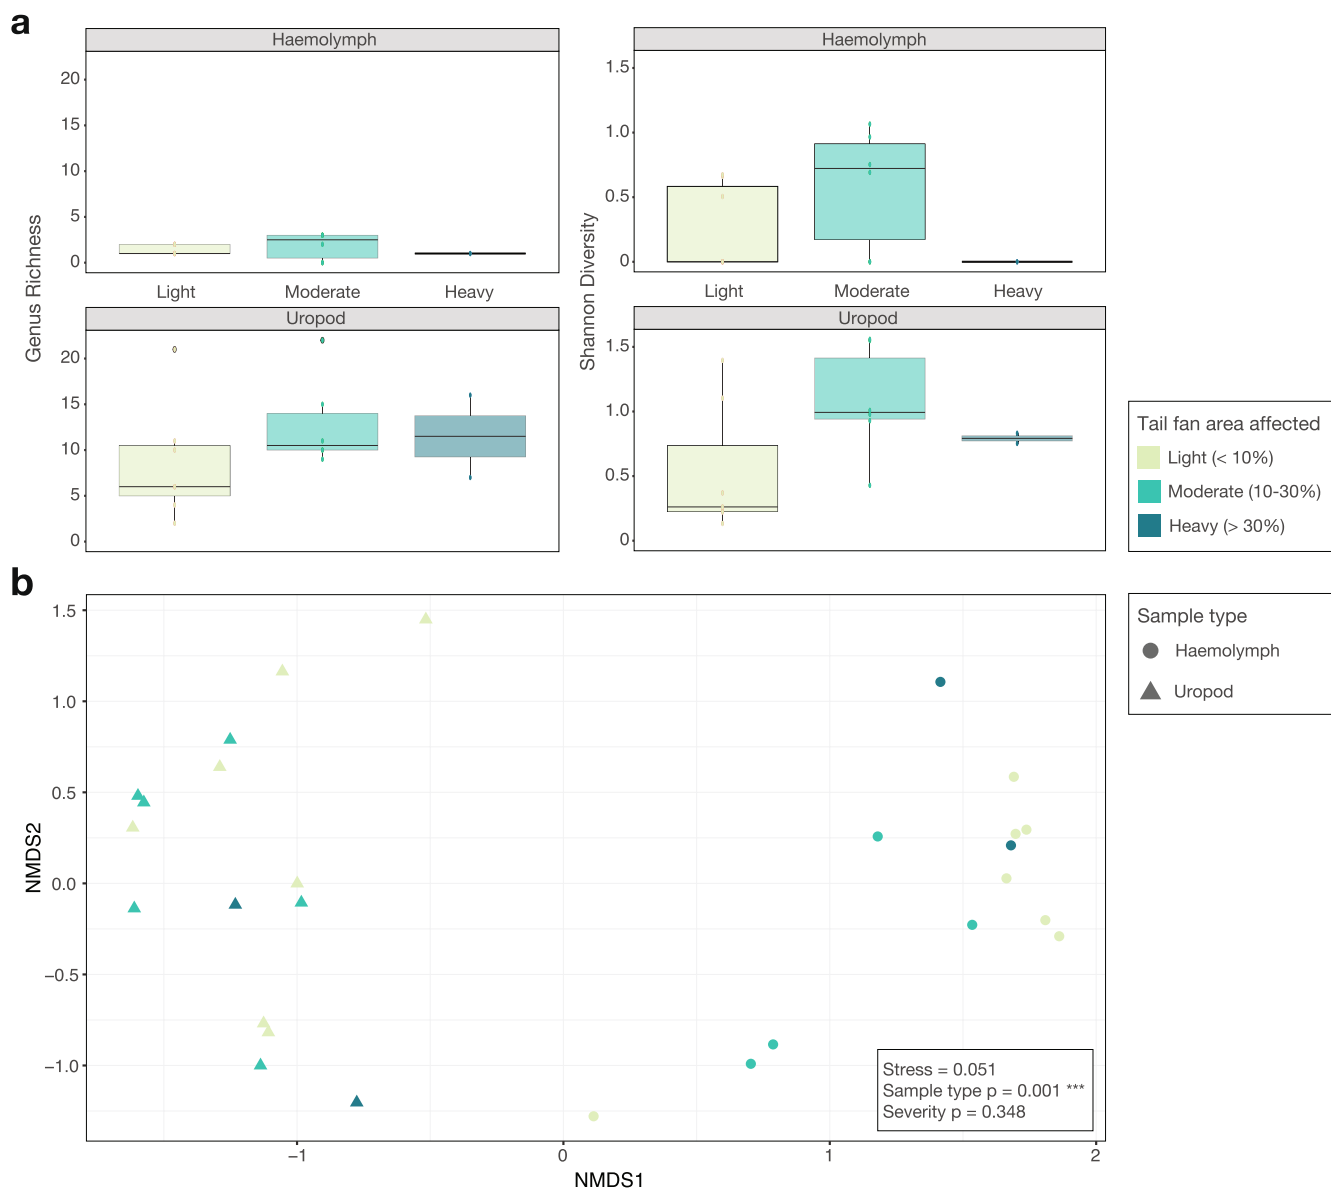 a
Haemolymph
Genus Richness
20
15
10
5
0
Light Moderate Heavy
Uropod
20
15
10
5
0
Haemolymph
Shannon Diversity
1.5
1.0
0.5
0
Light Moderate Heavy
Uropod
1.5
1.0
0.5
0
Tail fan area affected
Light (< 10%)
Moderate (10-30%)
Heavy (> 30%)
b
NMDS2
1.5
1.0
0.5
0.0
−0.5
−1.0
−1 0 1 2
NMDS1
Stress = 0.051
Sample type p = 0.001 ***
Severity p = 0.348
Sample type
Haemolymph
Uropod